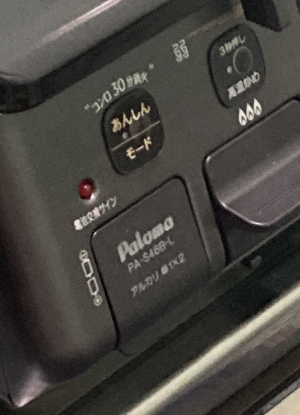 3秒押し
高温炒め
"コンロ30分消火"
あんしん
モード
電池交換サイン
Paloma
PA-S46B-L
アルカリ単1×2